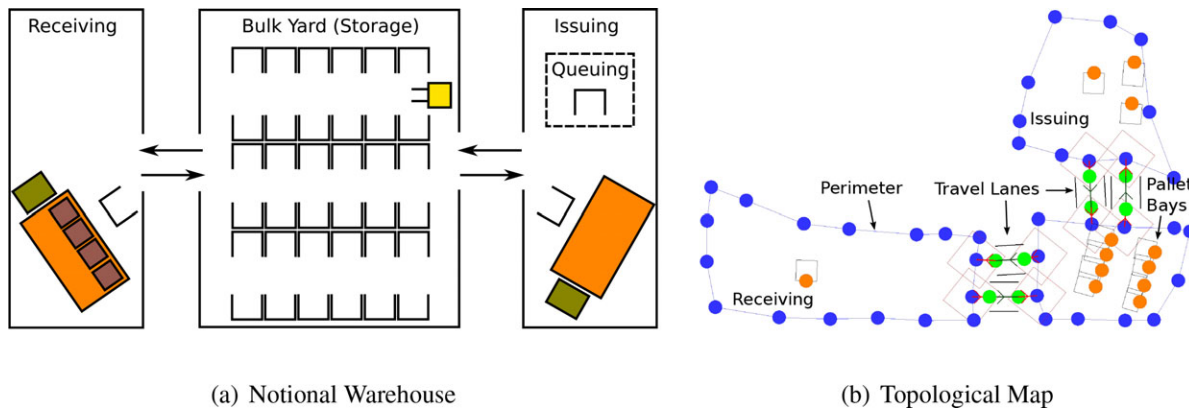 Receiving
Bulk Yard (Storage)
Issuing
Queuing
Issuing
Perimeter
Travel Lanes
Pallet
Bays
Receiving
(a) Notional Warehouse
(b) Topological Map